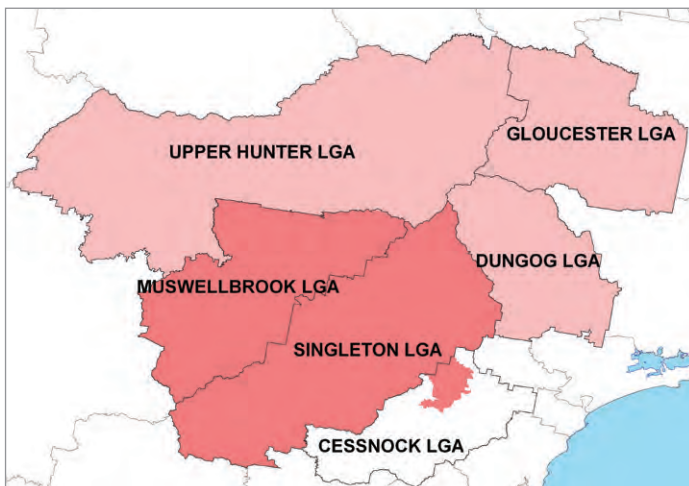 GLOUCESTER LGA
UPPER HUNTER LGA
DUNGOG LGA
MUSWELLBROOK LGA
SINGLETON LGA
CESSNOCK LGA